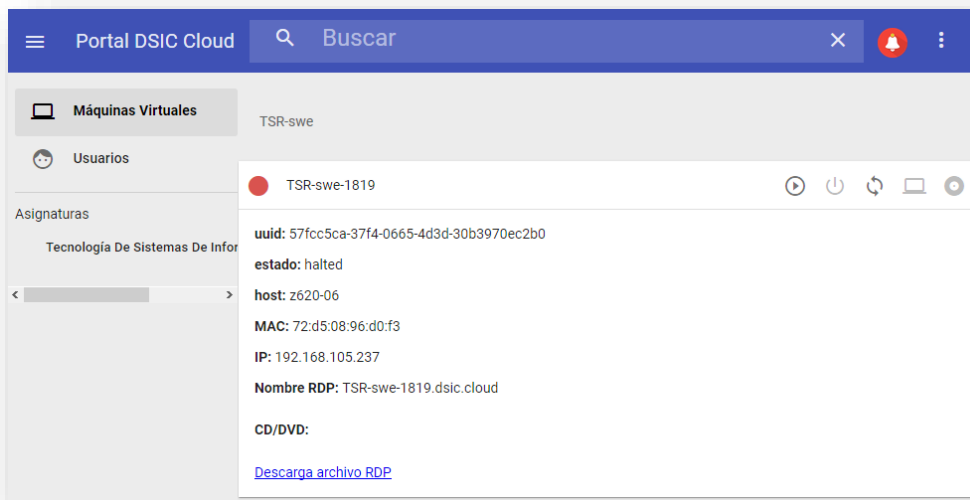 Portal DSIC Cloud
Buscar
Máquinas Virtuales
Usuarios
Asignaturas
Tecnología De Sistemas De Infor
TSR-swe
TSR-swe-1819
uuid: 57fcc5ca-37f4-0665-4d3d-30b3970ec2b0
estado: halted
host: z620-06
MAC: 72:d5:08:96:d0:f3
IP: 192.168.105.237
Nombre RDP: TSR-swe-1819.dsic.cloud
CD/DVD:
Descarga archivo RDP